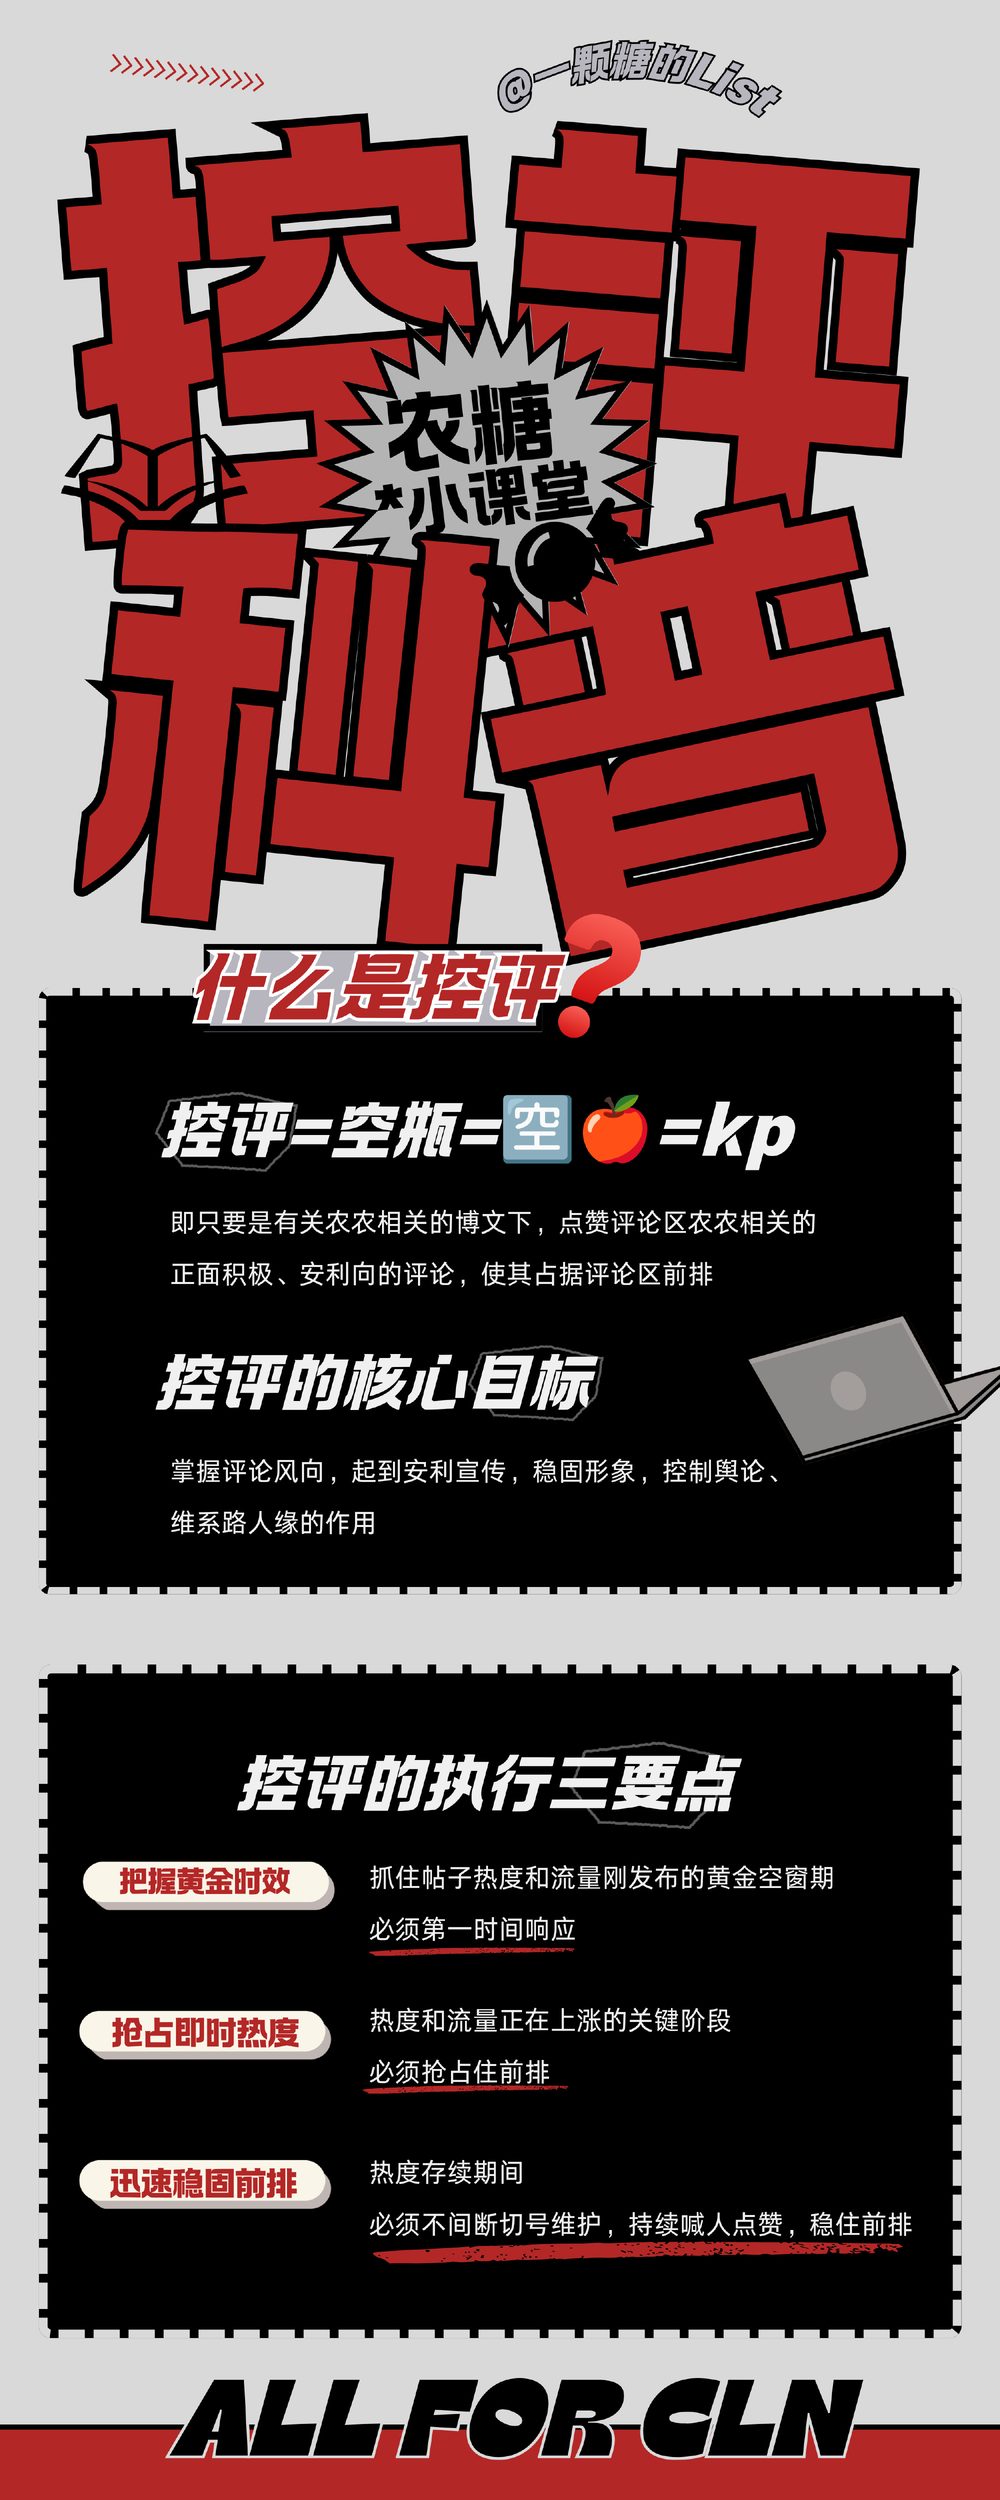 @一颗糖的List
控評
农糖
小课堂
科普
什么是控评?
控评=空瓶=🈳🍎=kp
即只要是有关农农相关的博文下，点赞评论区农农相关的
正面积极、安利向的评论，使其占据评论区前排
控评的核心目标
掌握评论风向，起到安利宣传，稳固形象，控制舆论、
维系路人缘的作用
控评的执行三要点
把握黄金时效
抓住帖子热度和流量刚发布的黄金空窗期
必须第一时间响应
抢占即时热度
热度和流量正在上涨的关键阶段
必须抢占住前排
迅速稳固前排
热度存续期间
必须不间断切号维护，持续喊人点赞，稳住前排
ALL FOR CLN